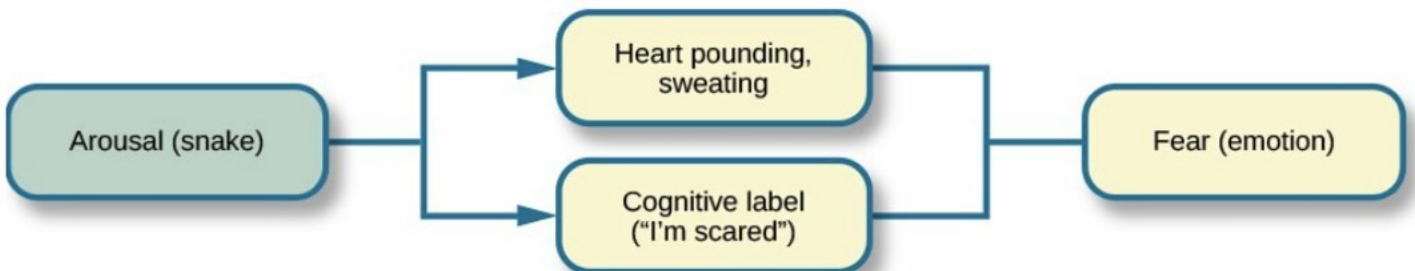 Arousal (snake)
Heart pounding,
sweating
Cognitive label
(“I’m scared”)
Fear (emotion)